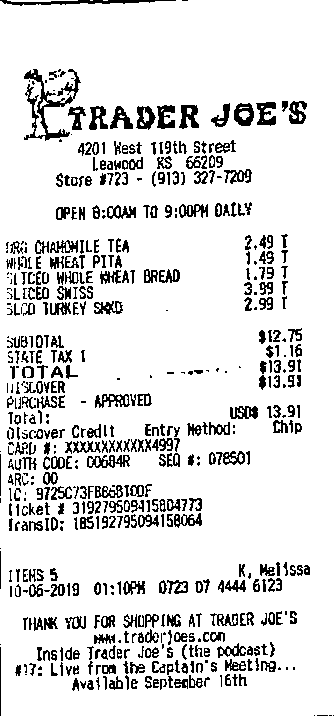 TRADER JOE'S
4201 West 119th Street
Leawood KS 66209
Store #723 - (913) 327-7209
OPEN 8:00AM TO 9:00PM DAILY
ORG CHAMOMILE TEA 2.49 T
WHOLE WHEAT PITA 1.49 T
SLICED WHOLE WHEAT BREAD 1.79 T
SLICED SWISS 3.99 T
SLCD TURKEY SMKD 2.99 T
SUBTOTAL $12.75
STATE TAX 1 $1.16
TOTAL $13.91
DISCOVER $13.91
PURCHASE - APPROVED
Total: USD$ 13.91
Discover Credit Entry Method: Chip
CARD #: XXXXXXXXXXXX4997
AUTH CODE: 00684R SEQ #: 078501
ARC: 00
TC:
Ticket # 319279509415804773
TransID: 185192795094158064
ITEMS 5 K, Melissa
10-06-2019 01:10PM 0723 07 4444 6123
THANK YOU FOR SHOPPING AT TRADER JOE'S
www.traderjoes.com
Inside Trader Joe's (the podcast)
#17: Live from the Captain's Meeting...
Available September 16th